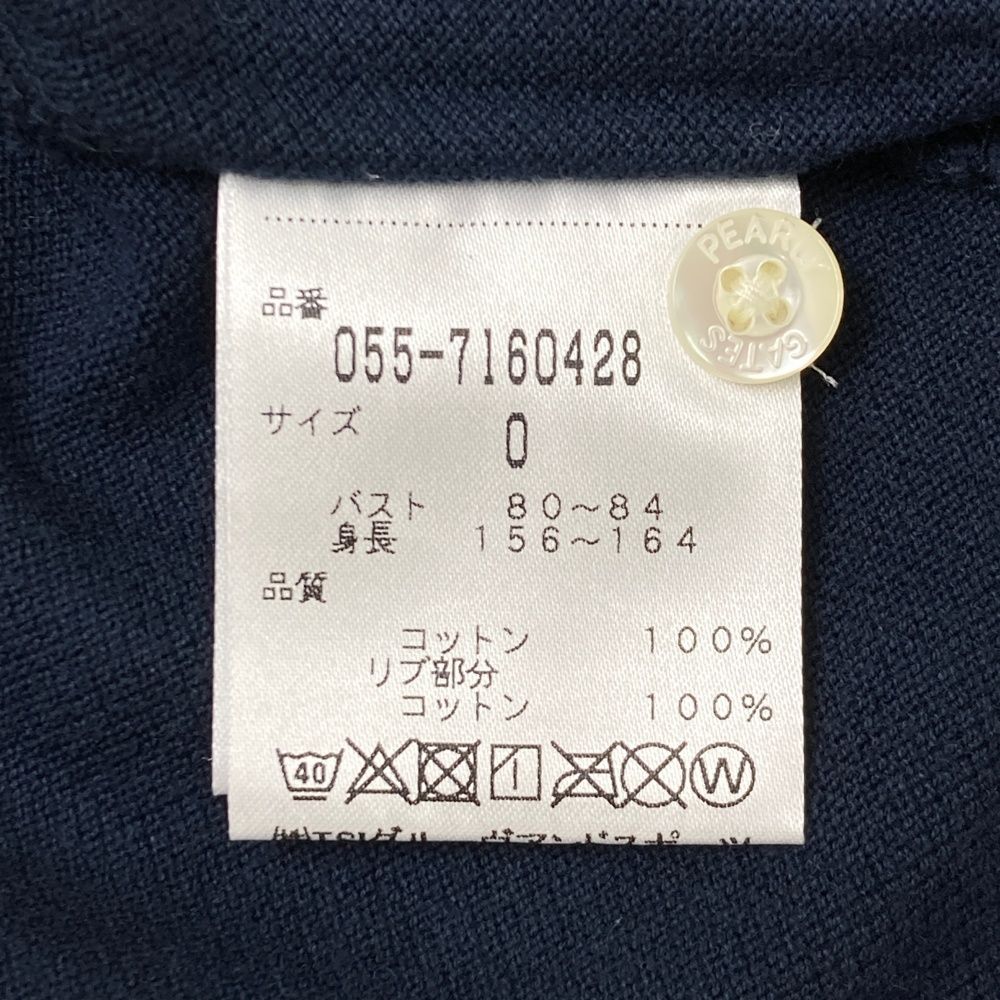 PEARLY
GATES
品番
055-7160428
サイズ 0
バスト 80～84
身長 156～164
品質
コットン 100%
リブ部分
コットン 100%
40 W